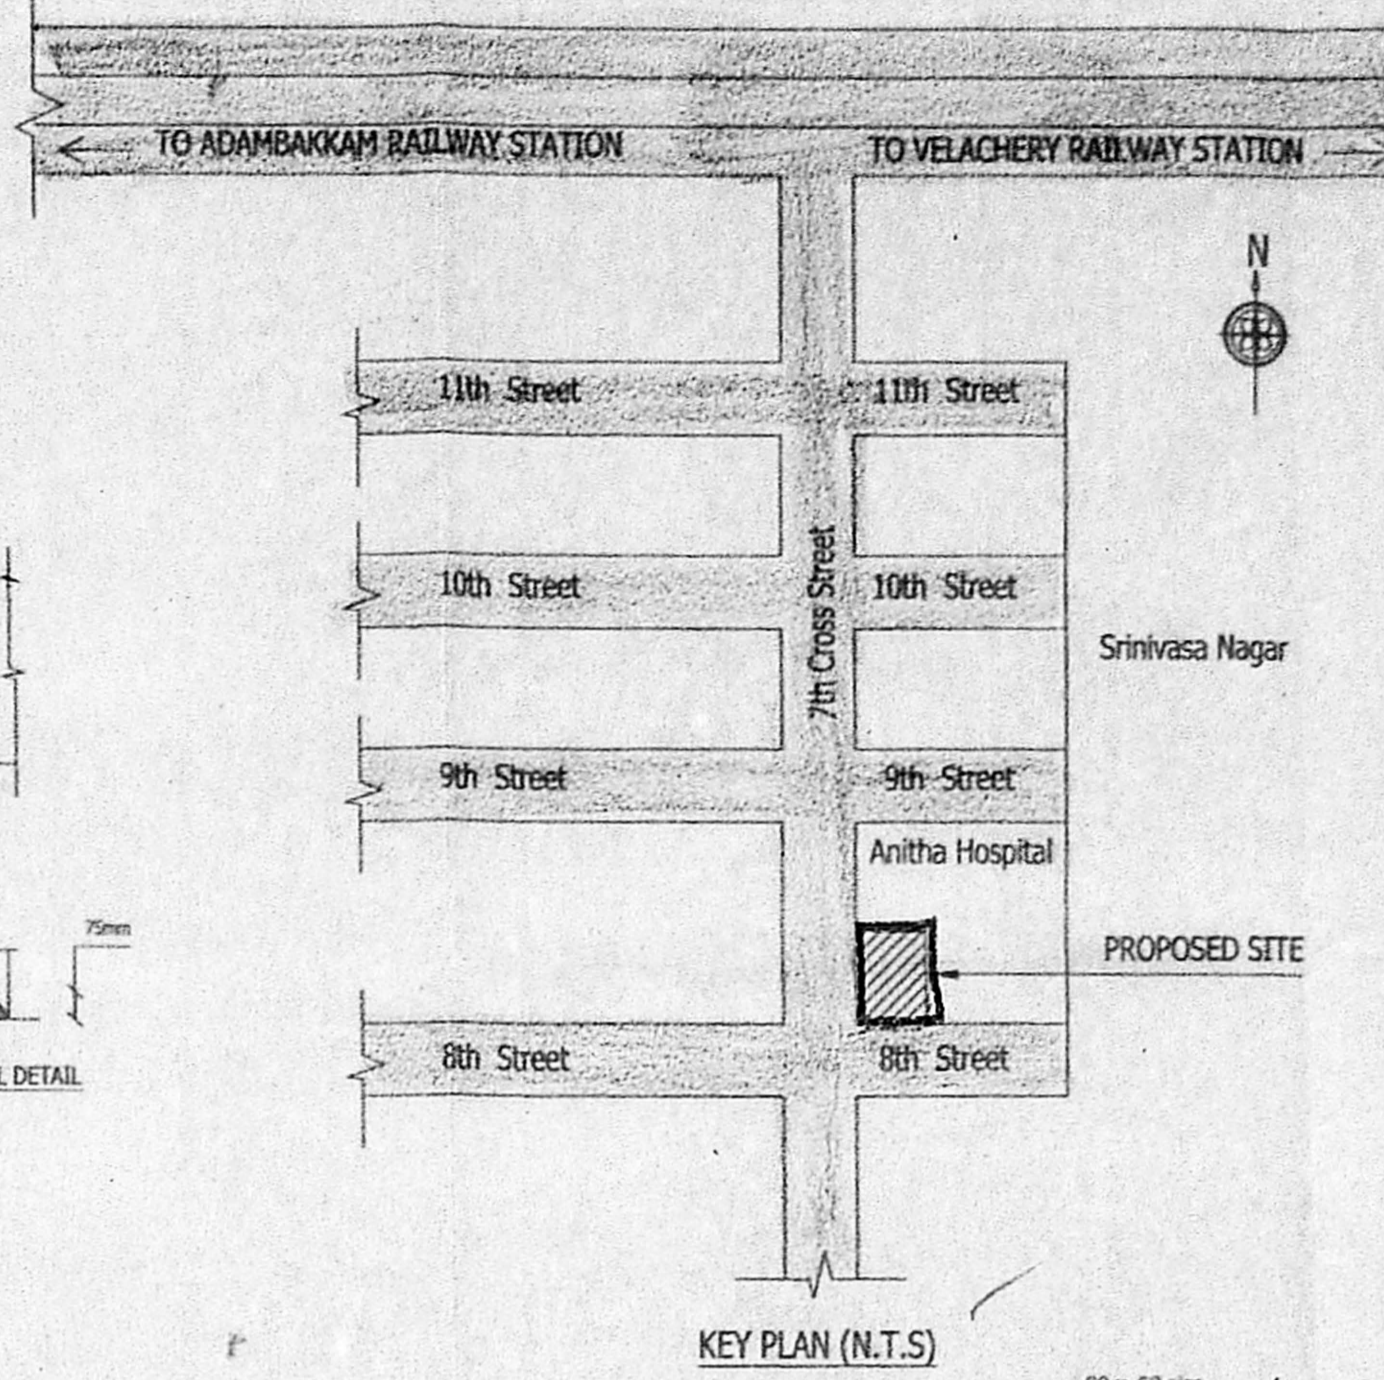 TO ADAMBAKKAM RAILWAY STATION
TO VELACHERY RAILWAY STATION
N
11th Street
11th Street
7th Cross Street
10th Street
10th Street
Srinivasa Nagar
9th Street
9th Street
Anitha Hospital
75mm
PROPOSED SITE
8th Street
8th Street
DETAIL
KEY PLAN (N.T.S)